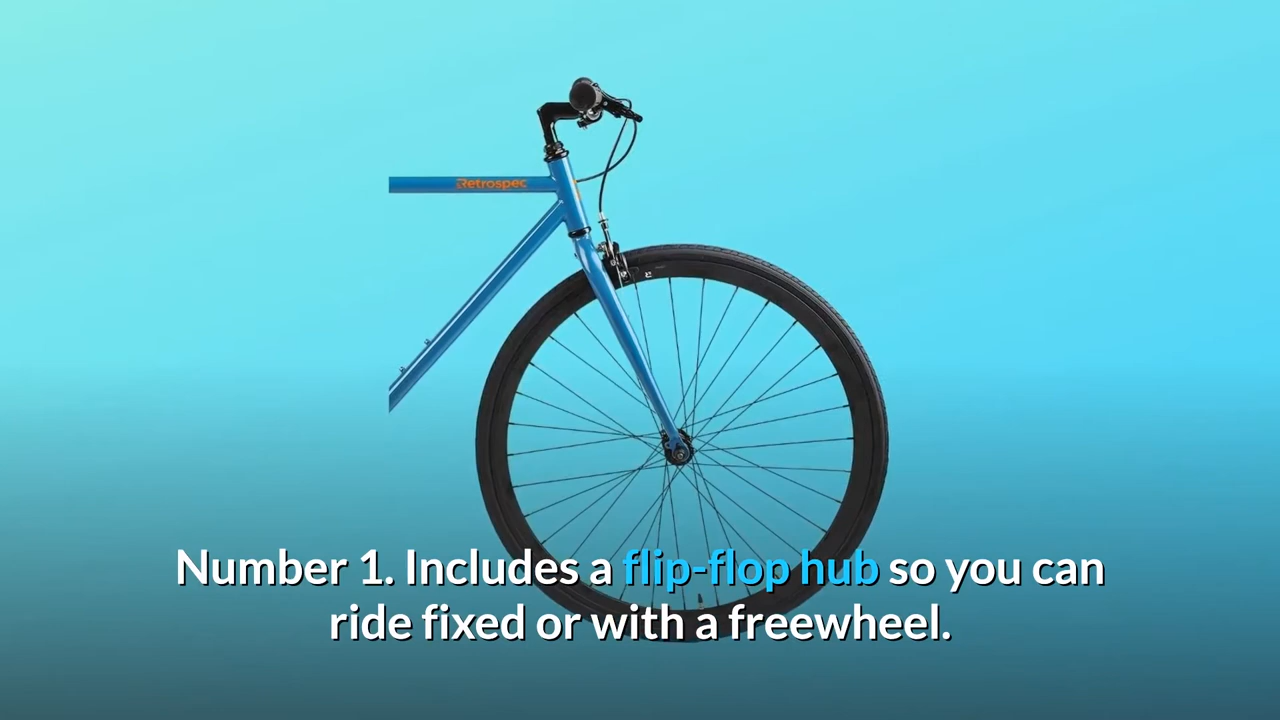 Retrospec
Number 1. Includes a flip-flop hub so you can
ride fixed or with a freewheel.